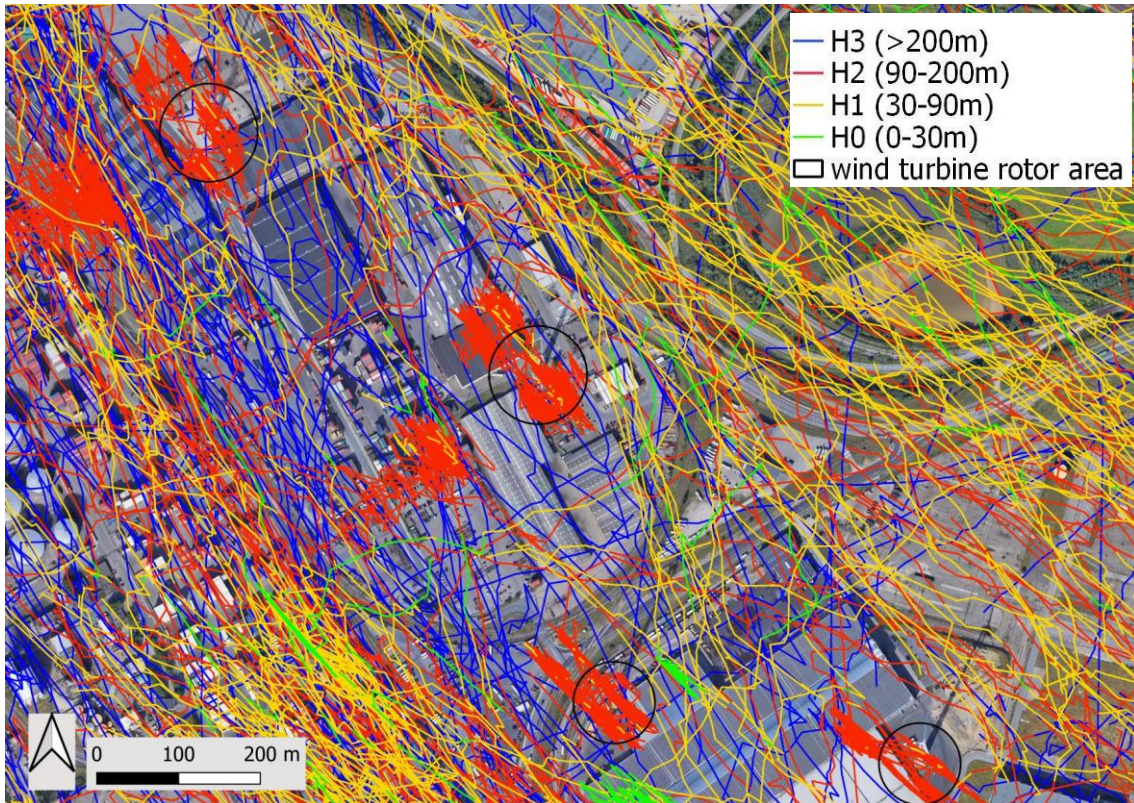 H3 (>200m)
H2 (90-200m)
H1 (30-90m)
H0 (0-30m)
wind turbine rotor area
0 100 200 m